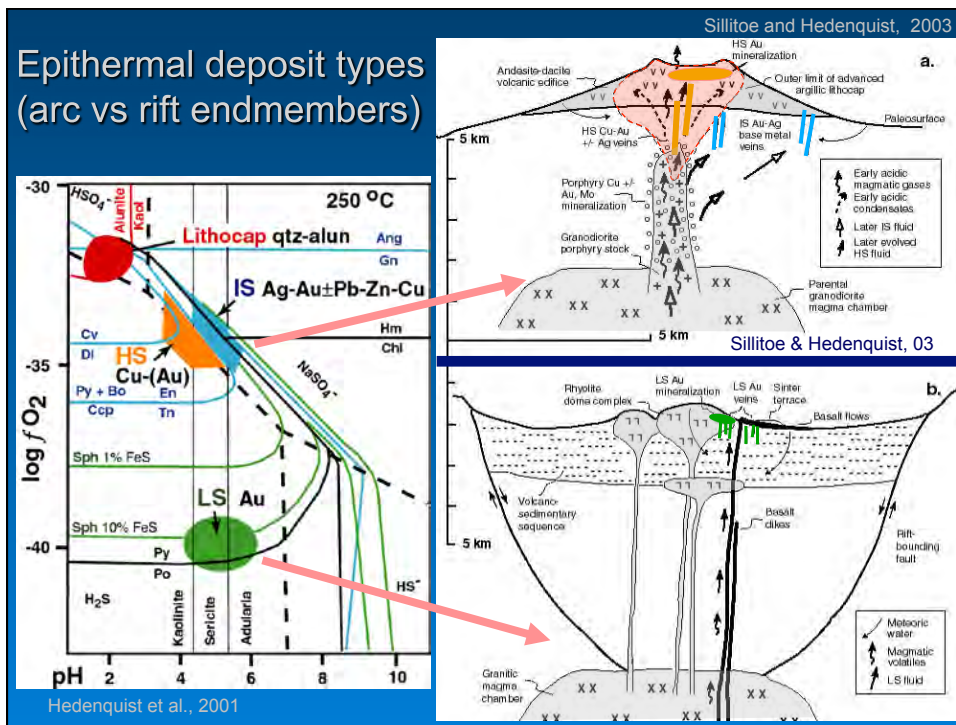 Sillitoe and Hedenquist, 2003
Epithermal deposit types
(arc vs rift endmembers)
-30
-35
-40
log fO2
HSO4-
Alunite
Kaol
250 °C
Lithocap qtz-alun
Ang
Gn
IS Ag-Au±Pb-Zn-Cu
Hm
Chl
Cv
DI
HS
Cu-(Au)
NaSO4-
Py + Bo
En
Ccp
Tn
Sph 1% FeS
LS Au
Sph 10% FeS
Py
Po
H2S
Kaolinite
Sericite
Adularia
HS-
pH
2
4
6
8
10
Hedenquist et al., 2001
a.
HS Au
mineralization
Andesite-dacite
volcanic edifice
Outer limit of advanced
argillic lithocap
HS Cu-Au
+/- Ag veins
IS Au-Ag
base metal
veins
Paleosurface
5 km
Porphyry Cu +/-
Au, Mo
mineralization
Granodiorite
porphyry stock
Early acidic
magmatic gases
Early acidic
condensates
Later IS fluid
Later evolved
HS fluid
Parental
granodiorite
magma chamber
5 km
Sillitoe & Hedenquist, 03
b.
Rhyolite
dome complex
LS Au
mineralization
LS Au
veins
Sinter
terrace
Basalt flows
Volcano-
sedimentary
sequence
Basalt
dikes
5 km
Rift-
bounding
fault
Granitic
magma
chamber
Meteoric
water
Magmatic
volatiles
LS fluid